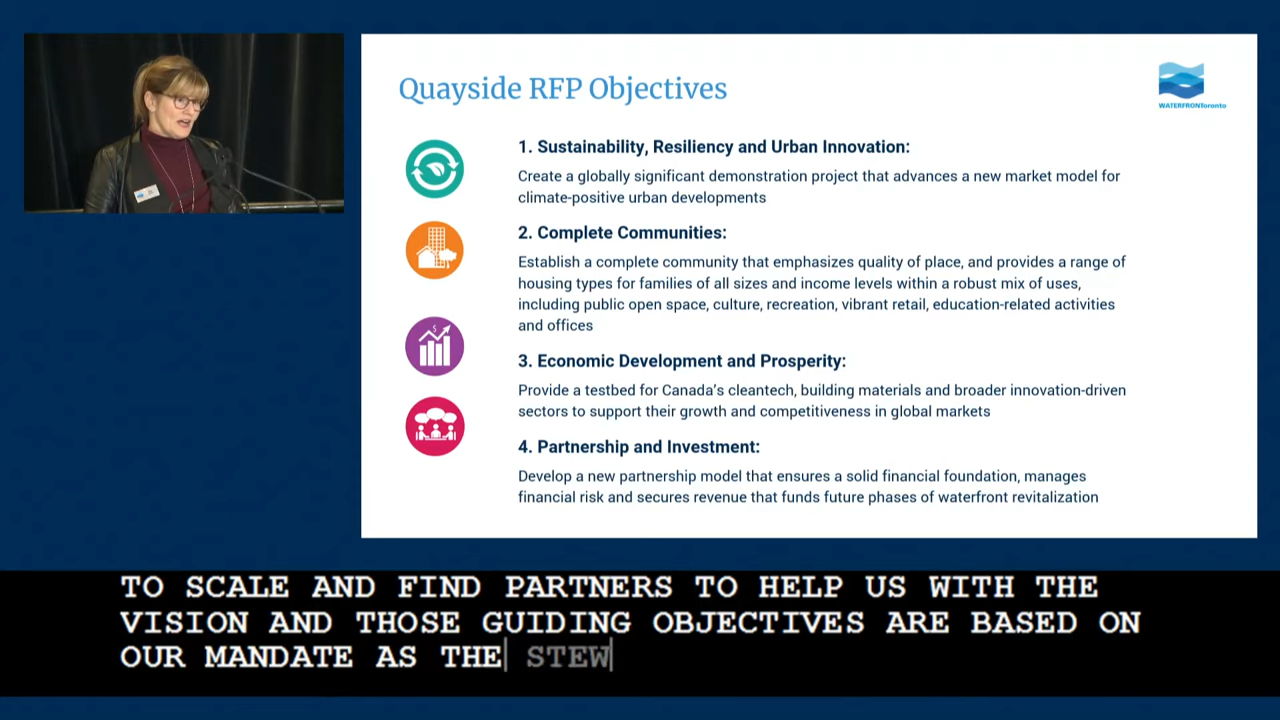 Quayside RFP Objectives
WATERFRONToronto
1. Sustainability, Resiliency and Urban Innovation:
Create a globally significant demonstration project that advances a new market model for
climate-positive urban developments
2. Complete Communities:
Establish a complete community that emphasizes quality of place, and provides a range of
housing types for families of all sizes and income levels within a robust mix of uses,
including public open space, culture, recreation, vibrant retail, education-related activities
and offices
$
3. Economic Development and Prosperity:
Provide a testbed for Canada's cleantech, building materials and broader innovation-driven
sectors to support their growth and competitiveness in global markets
4. Partnership and Investment:
Develop a new partnership model that ensures a solid financial foundation, manages
financial risk and secures revenue that funds future phases of waterfront revitalization
TO SCALE AND FIND PARTNERS TO HELP US WITH THE
VISION AND THOSE GUIDING OBJECTIVES ARE BASED ON
OUR MANDATE AS THE STEW